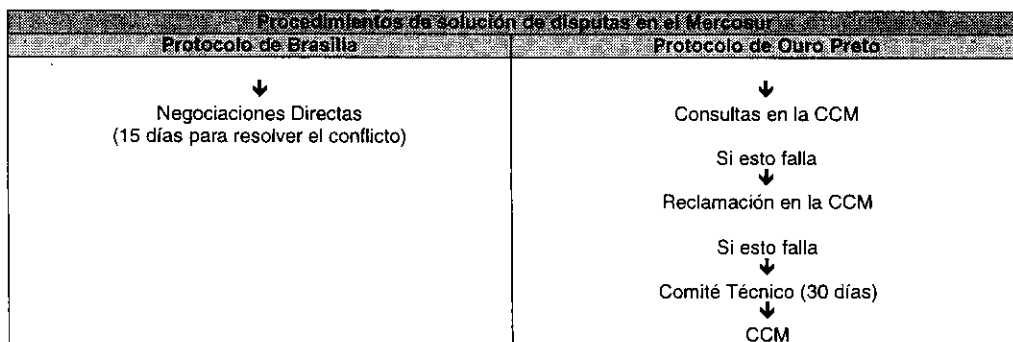 Procedimientos de solución de disputas en el Mercosur
Protocolo de Brasilia
Protocolo de Ouro Preto
Negociaciones Directas
(15 días para resolver el conflicto)
Consultas en la CCM
Si esto falla
Reclamación en la CCM
Si esto falla
Comité Técnico (30 días)
CCM